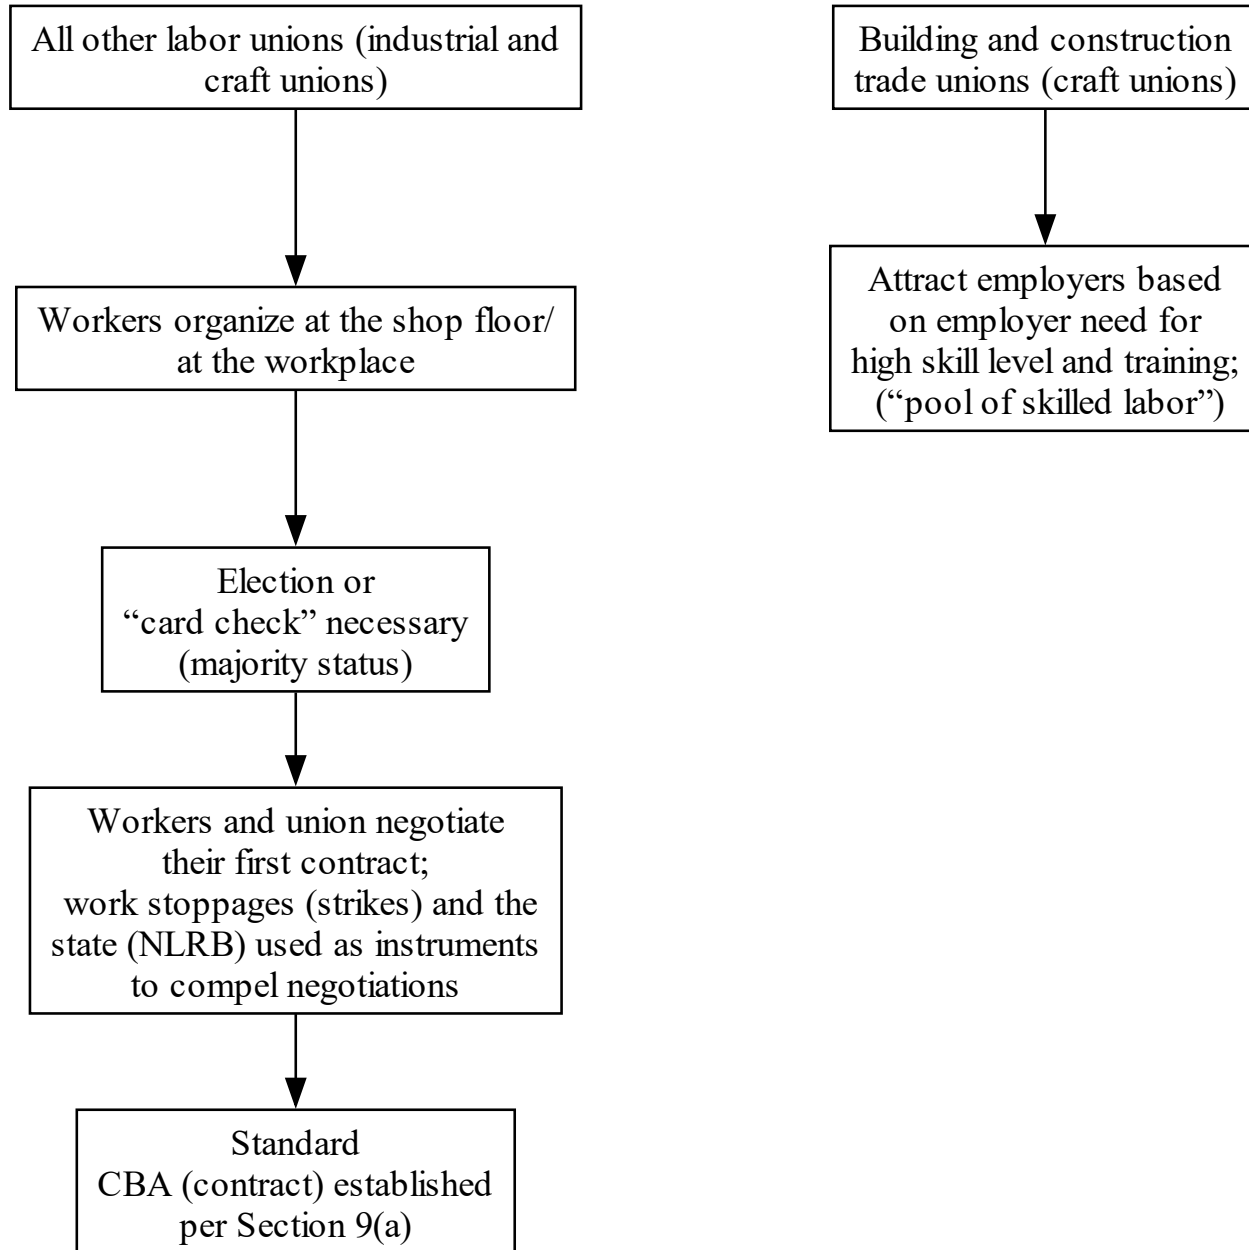 All other labor unions (industrial and
craft unions)
Workers organize at the shop floor/
at the workplace
Election or
“card check” necessary
(majority status)
Workers and union negotiate
their first contract;
work stoppages (strikes) and the
state (NLRB) used as instruments
to compel negotiations
Standard
CBA (contract) established
per Section 9(a)
Building and construction
trade unions (craft unions)
Attract employers based
on employer need for
high skill level and training;
(“pool of skilled labor”)